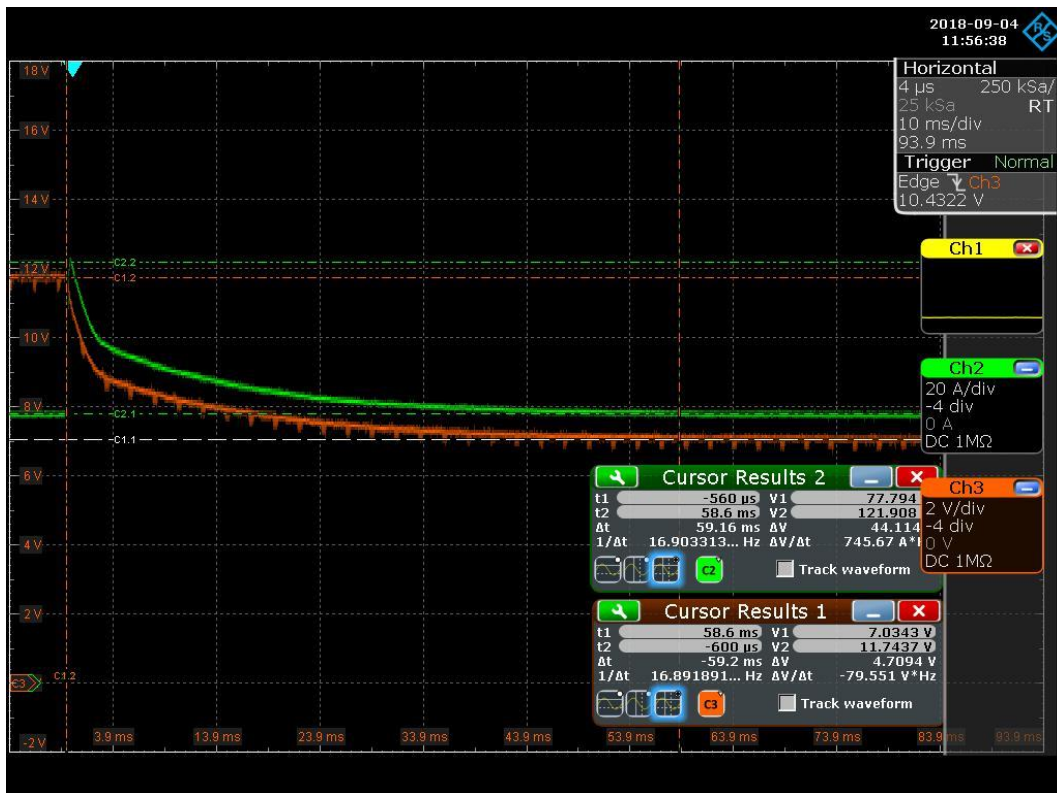 2018-09-04
11:56:38
Horizontal
4 µs 250 kSa/
25 kSa RT
10 ms/div
93.9 ms
Trigger Normal
Edge Ch3
10.4322 V
18 V
16 V
14 V
12 V
10 V
8 V
6 V
4 V
2 V
-2 V
C2.2
C1.2
C2.1
C1.1
C3
C1.2
Ch1
Ch2
20 A/div
-4 div
0 A
DC 1MΩ
Ch3
2 V/div
-4 div
0 V
DC 1MΩ
Cursor Results 2
t1 -560 µs V1 77.794
t2 58.6 ms V2 121.908
Δt 59.16 ms ΔV 44.114
1/Δt 16.903313... Hz ΔV/Δt 745.67 A*
C2 Track waveform
Cursor Results 1
t1 58.6 ms V1 7.0343 V
t2 -600 µs V2 11.7437 V
Δt -59.2 ms ΔV 4.7094 V
1/Δt 16.891891... Hz ΔV/Δt -79.551 V*Hz
C3 Track waveform
3.9 ms 13.9 ms 23.9 ms 33.9 ms 43.9 ms 53.9 ms 63.9 ms 73.9 ms 83.9 ms 93.9 ms